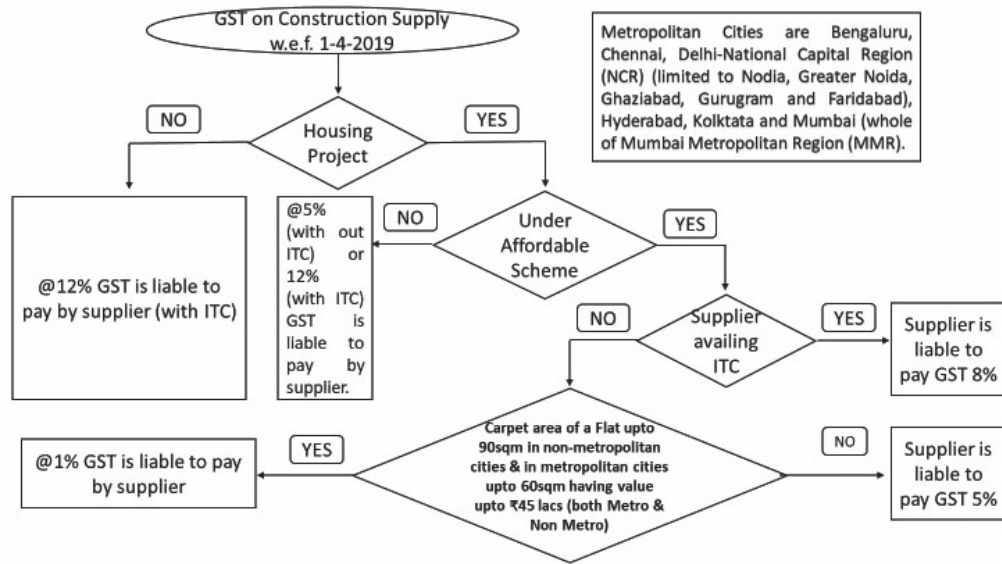 GST on Construction Supply
w.e.f. 1-4-2019
Metropolitan Cities are Bengaluru,
Chennai, Delhi-National Capital Region
(NCR) (limited to Nodia, Greater Noida,
Ghaziabad, Gurugram and Faridabad),
Hyderabad, Kolktata and Mumbai (whole
of Mumbai Metropolitan Region (MMR).
NO
YES
Housing
Project
@12% GST is liable to
pay by supplier (with ITC)
@5%
(with out
ITC) or
12%
(with ITC)
GST is
liable to
pay by
supplier.
NO
Under
Affordable
Scheme
YES
NO
Supplier
availing
ITC
YES
Supplier is
liable to
pay GST 8%
@1% GST is liable to pay
by supplier
YES
Carpet area of a Flat upto
90sqm in non-metropolitan
cities & in metropolitan cities
upto 60sqm having value
upto ₹45 lacs (both Metro &
Non Metro)
NO
Supplier is
liable to
pay GST 5%